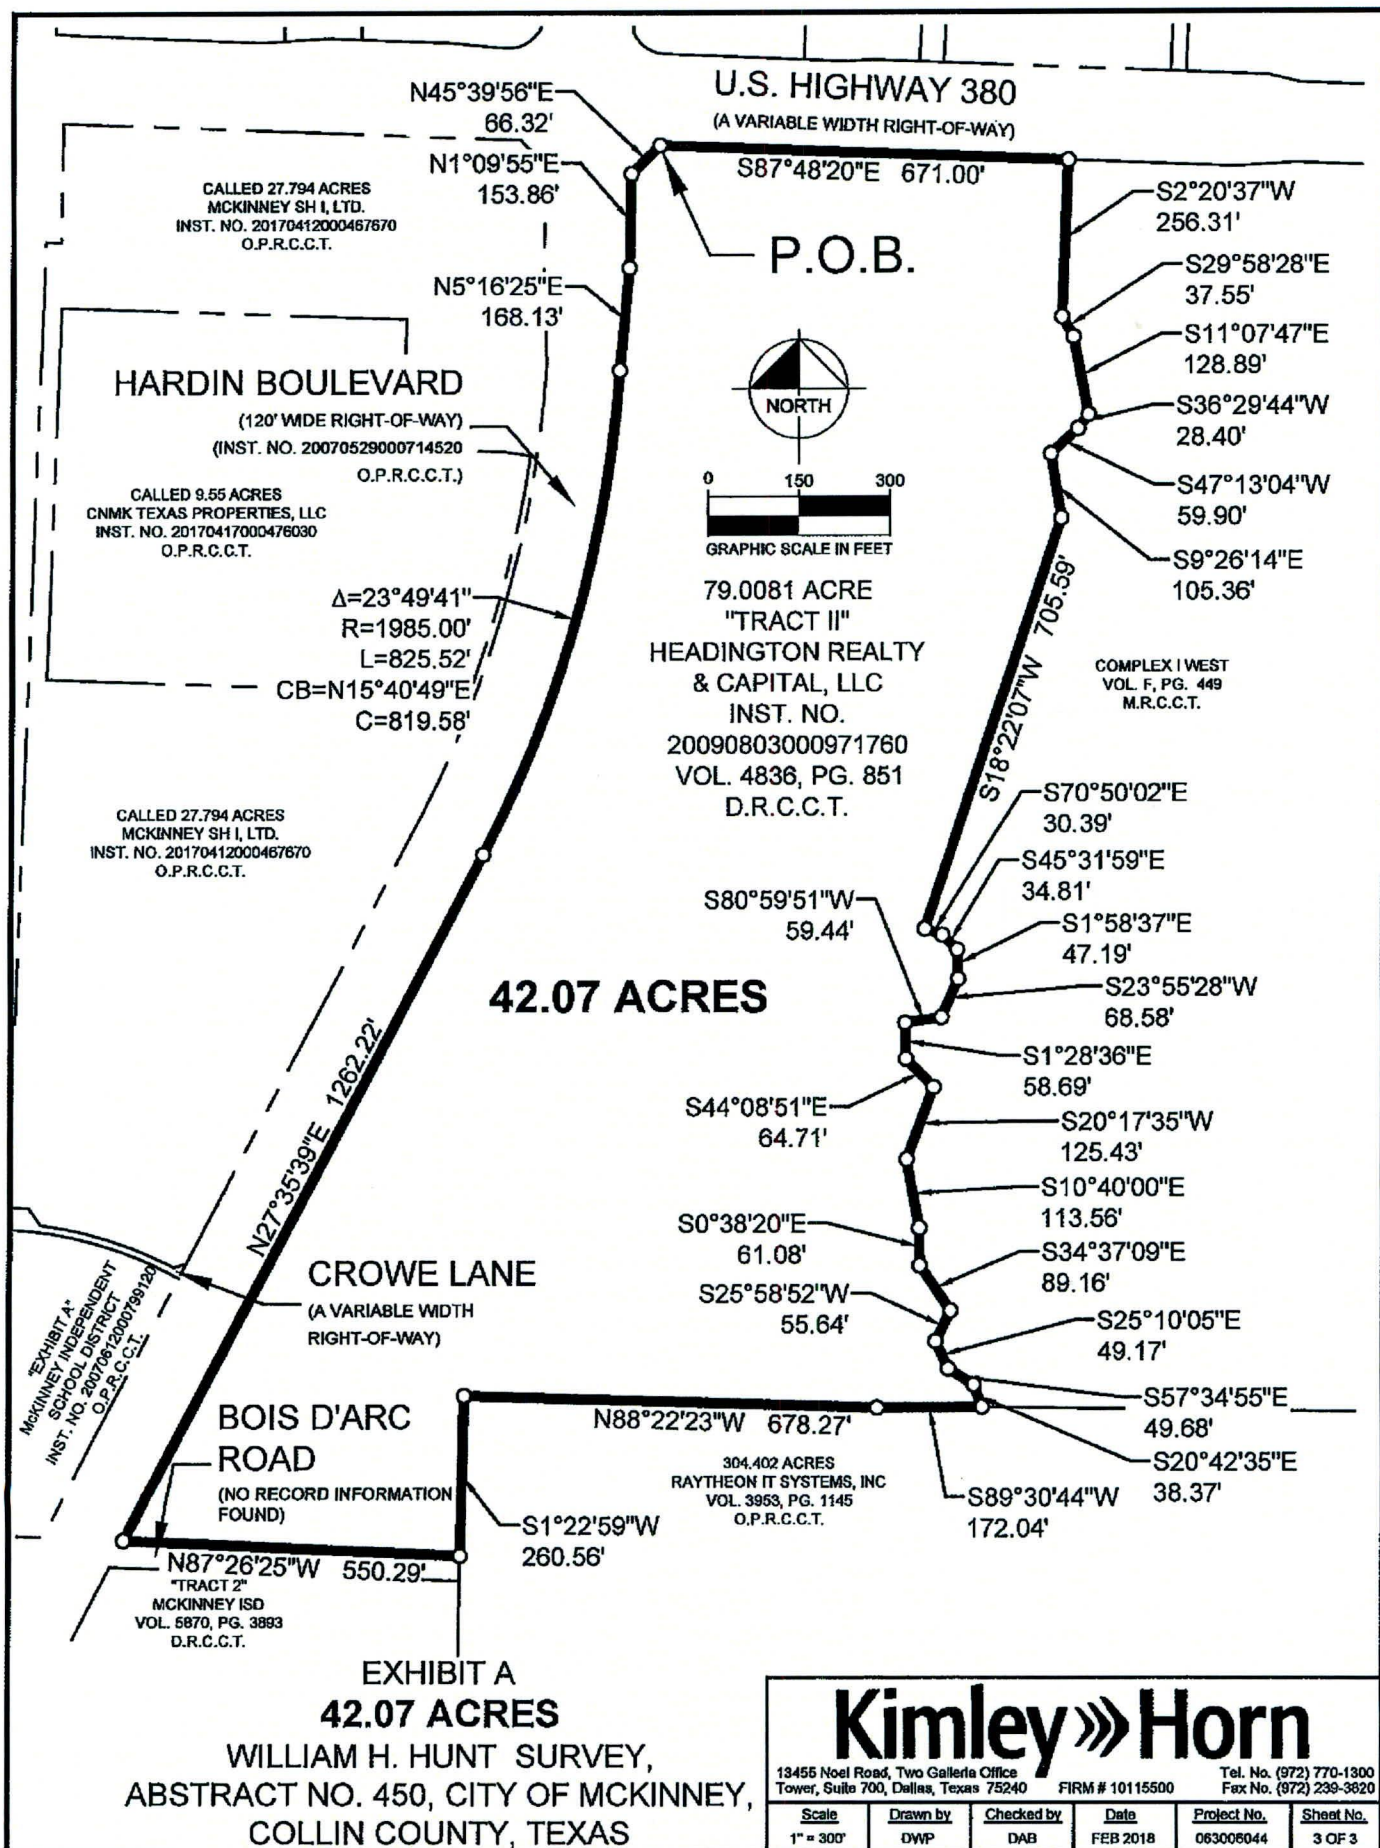 U.S. HIGHWAY 380
(A VARIABLE WIDTH RIGHT-OF-WAY)
N45°39'56"E
66.32'
N1°09'55"E
153.86'
S87°48'20"E 671.00'
S2°20'37"W
256.31'
CALLED 27.794 ACRES
MCKINNEY SH I, LTD.
INST. NO. 20170412000467670
O.P.R.C.C.T.
P.O.B.
S29°58'28"E
37.55'
N5°16'25"E
168.13'
S11°07'47"E
128.89'
HARDIN BOULEVARD
(120' WIDE RIGHT-OF-WAY)
(INST. NO. 20070529000714520
O.P.R.C.C.T.)
NORTH
S36°29'44"W
28.40'
0 150 300
GRAPHIC SCALE IN FEET
S47°13'04"W
59.90'
CALLED 9.55 ACRES
CNMK TEXAS PROPERTIES, LLC
INST. NO. 20170417000476030
O.P.R.C.C.T.
S9°26'14"E
105.36'
Δ=23°49'41"
R=1985.00'
L=825.52'
CB=N15°40'49"E
C=819.58'
79.0081 ACRE
"TRACT II"
HEADINGTON REALTY
& CAPITAL, LLC
INST. NO.
20090803000971760
VOL. 4836, PG. 851
D.R.C.C.T.
S18°22'07"W 705.59'
COMPLEX I WEST
VOL. F, PG. 449
M.R.C.C.T.
CALLED 27.794 ACRES
MCKINNEY SH I, LTD.
INST. NO. 20170412000467670
O.P.R.C.C.T.
S70°50'02"E
30.39'
S45°31'59"E
34.81'
S80°59'51"W
59.44'
S1°58'37"E
47.19'
42.07 ACRES
S23°55'28"W
68.58'
S1°28'36"E
58.69'
N27°35'39"E 1262.22'
S44°08'51"E
64.71'
S20°17'35"W
125.43'
S10°40'00"E
113.56'
S0°38'20"E
61.08'
S34°37'09"E
89.16'
CROWE LANE
(A VARIABLE WIDTH
RIGHT-OF-WAY)
S25°58'52"W
55.64'
S25°10'05"E
49.17'
"EXHIBIT A"
MCKINNEY INDEPENDENT
SCHOOL DISTRICT
INST. NO. 20070612000799120
O.P.R.C.C.T.
S57°34'55"E
49.68'
BOIS D'ARC
ROAD
(NO RECORD INFORMATION
FOUND)
N88°22'23"W 678.27'
S20°42'35"E
38.37'
304.402 ACRES
RAYTHEON IT SYSTEMS, INC
VOL. 3953, PG. 1145
O.P.R.C.C.T.
S89°30'44"W
172.04'
S1°22'59"W
260.56'
N87°26'25"W 550.29'
"TRACT 2"
MCKINNEY ISD
VOL. 5870, PG. 3893
D.R.C.C.T.
EXHIBIT A
42.07 ACRES
WILLIAM H. HUNT SURVEY,
ABSTRACT NO. 450, CITY OF MCKINNEY,
COLLIN COUNTY, TEXAS
Kimley»»Horn
13455 Noel Road, Two Galleria Office
Tower, Suite 700, Dallas, Texas 75240 FIRM # 10115500
Tel. No. (972) 770-1300
Fax No. (972) 239-3820
Scale Drawn by Checked by Date Project No. Sheet No.
1" = 300' DWP DAB FEB 2018 063006044 3 OF 3